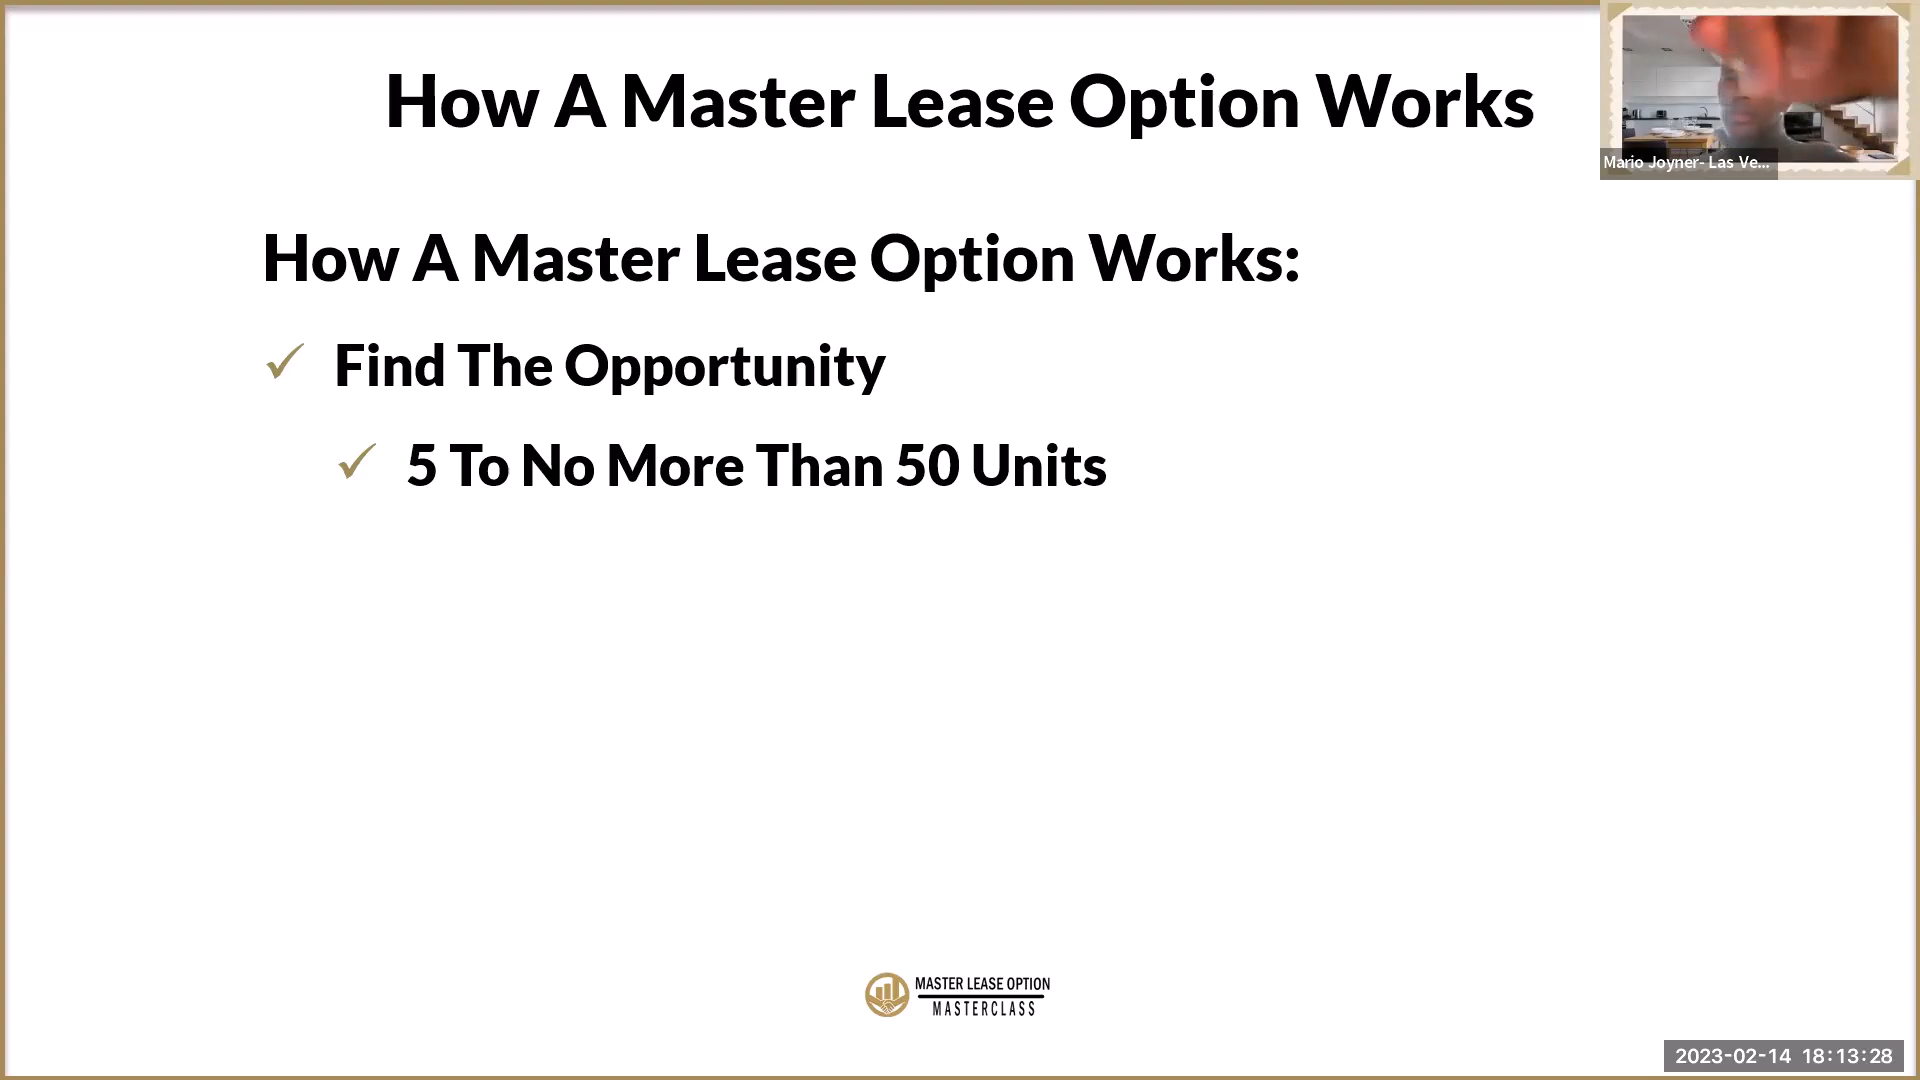 How A Master Lease Option Works
Mario Joyner- Las Ve...
How A Master Lease Option Works:
Find The Opportunity
5 To No More Than 50 Units
MASTER LEASE OPTION
MASTERCLASS
2023-02-14 18:13:28